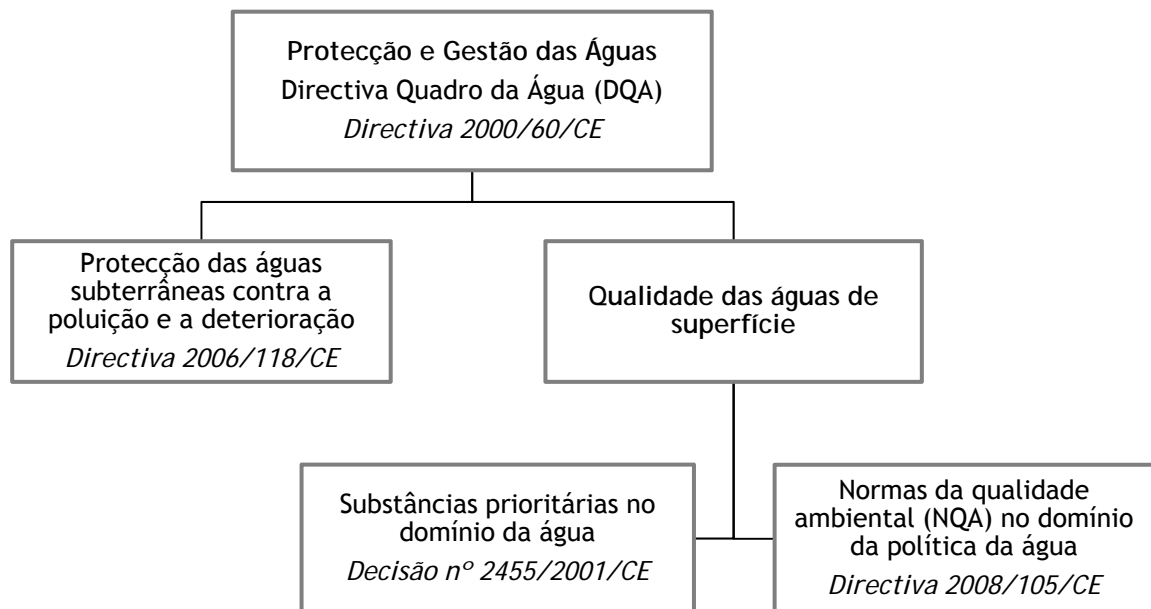 Protecção e Gestão das Águas
Directiva Quadro da Água (DQA)
Directiva 2000/60/CE
Protecção das águas
subterrâneas contra a
poluição e a deterioração
Directiva 2006/118/CE
Qualidade das águas de
superfície
Substâncias prioritárias no
domínio da água
Decisão nº 2455/2001/CE
Normas da qualidade
ambiental (NQA) no domínio
da política da água
Directiva 2008/105/CE